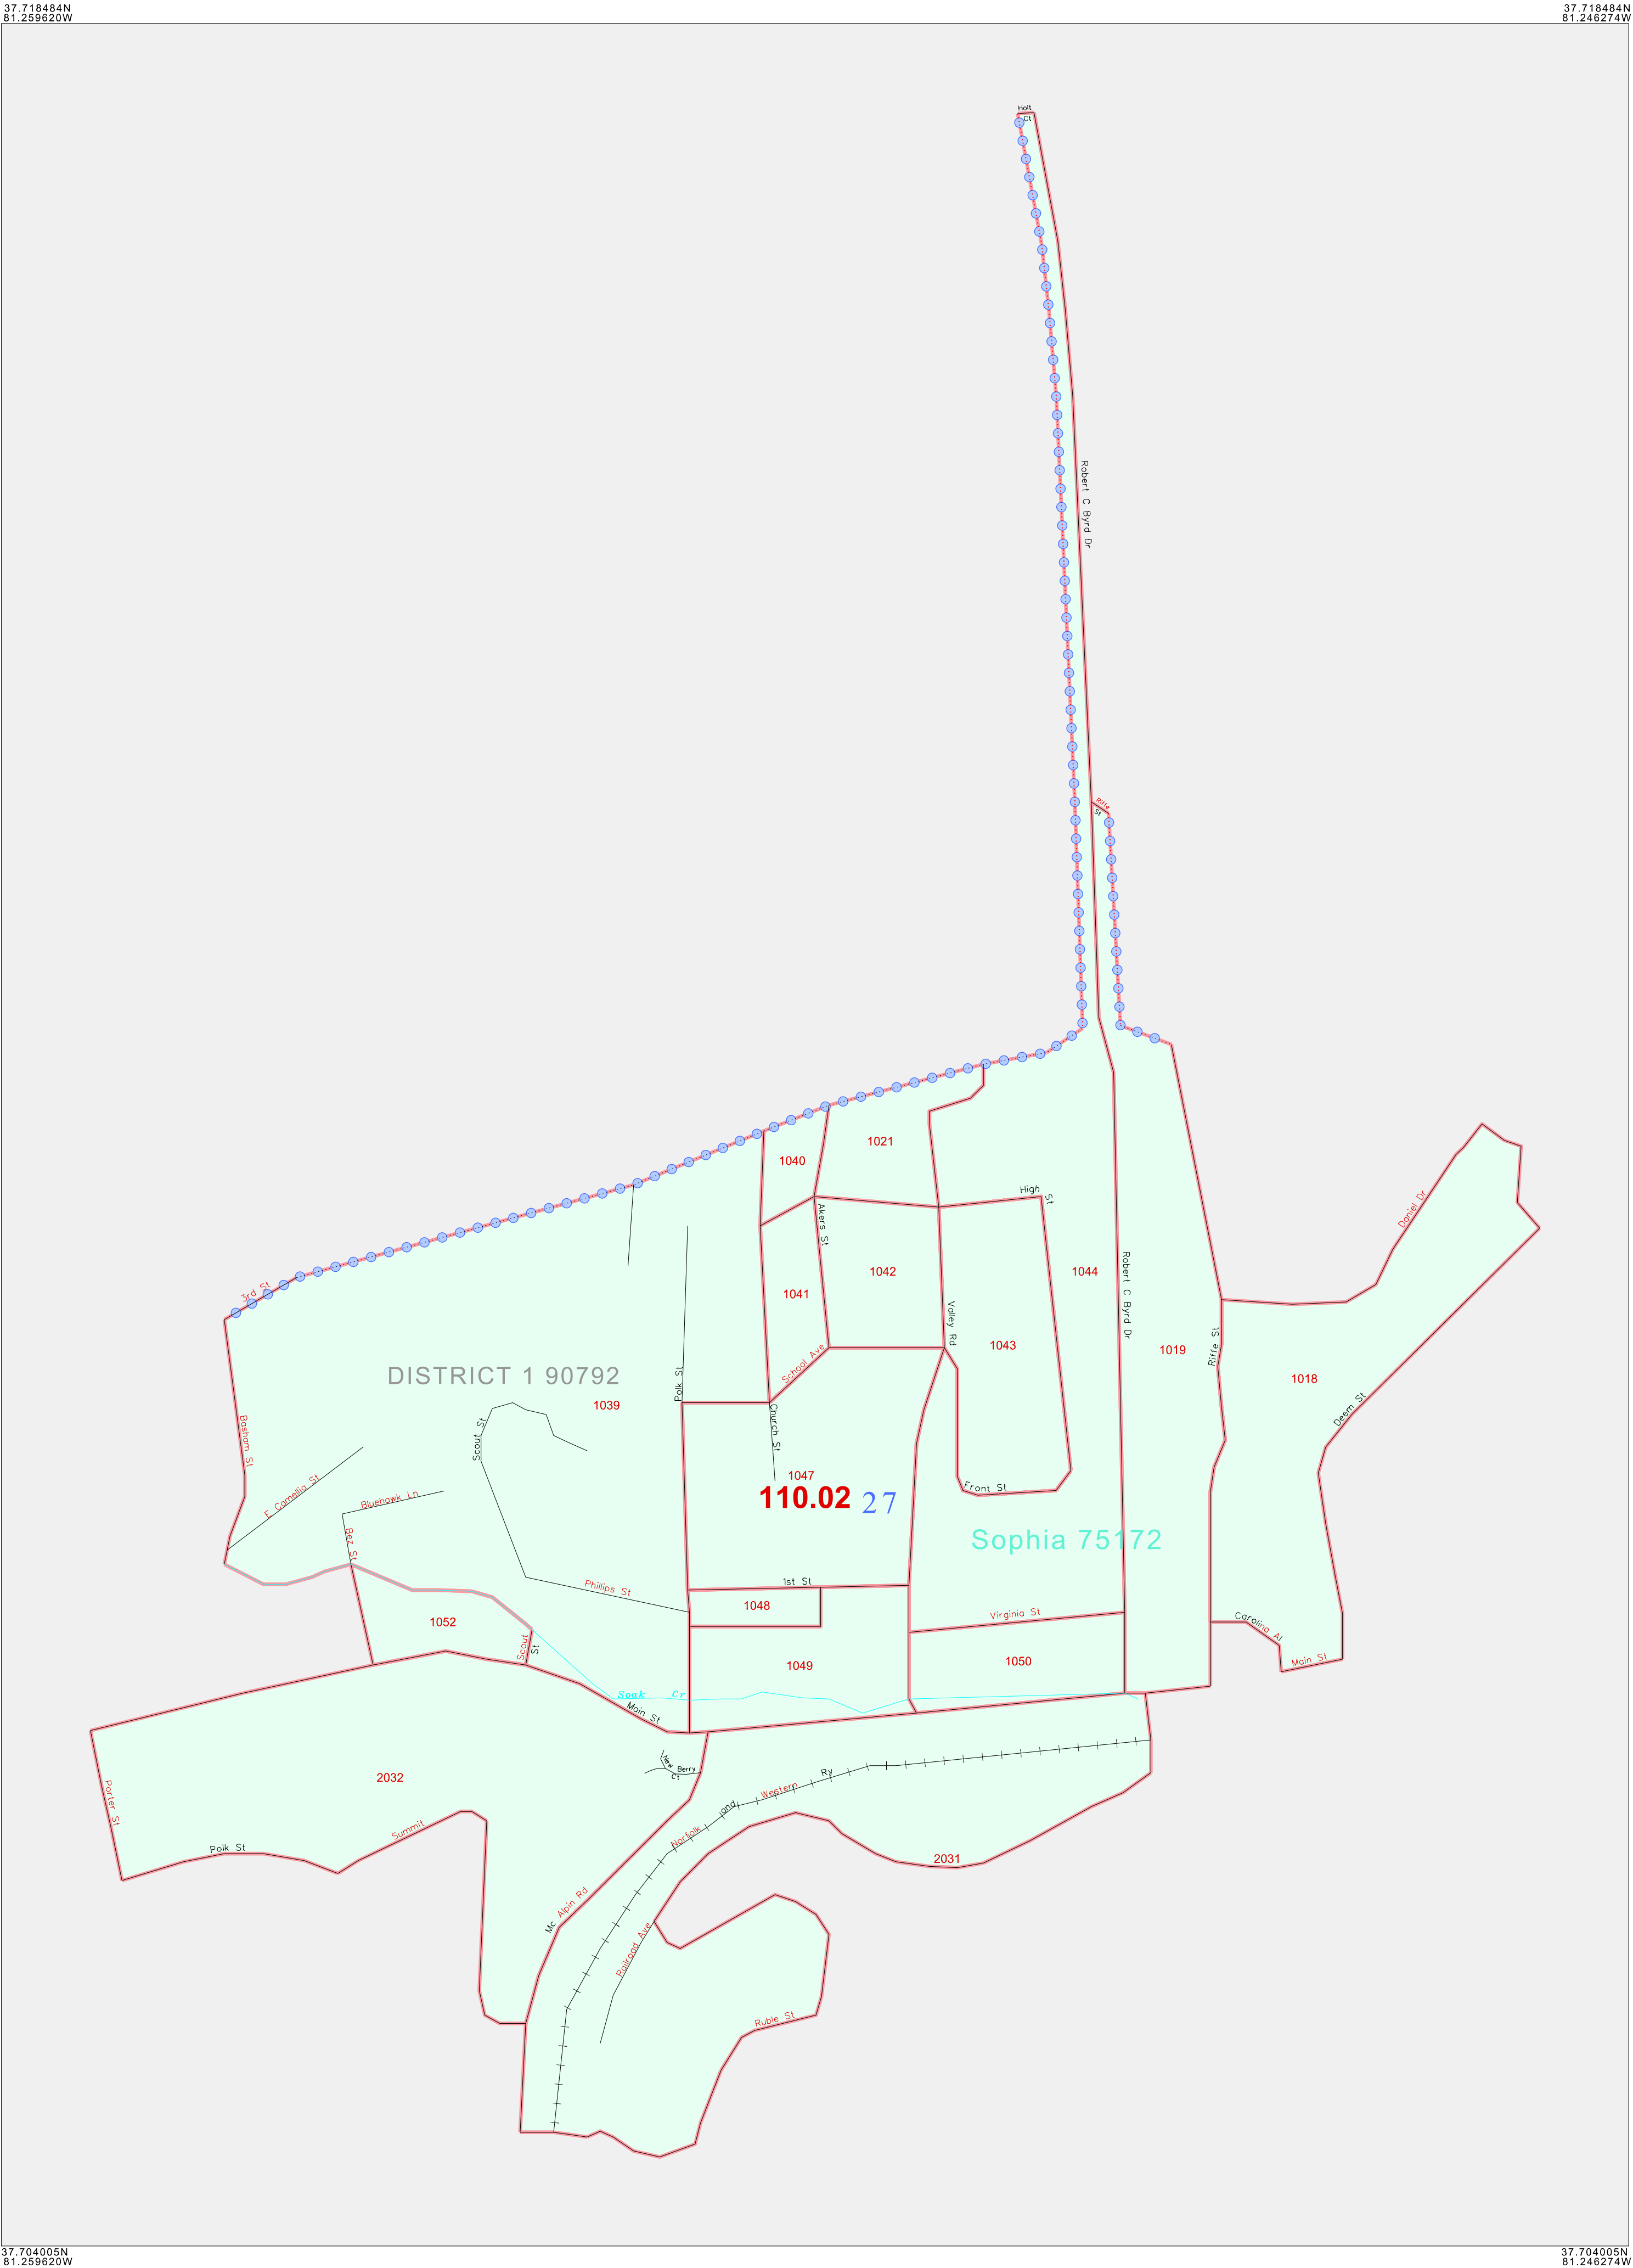 37.718484N
81.259620W
37.718484N
81.246274W
Holt
Ct
Robert C Byrd Dr
Riffe
St
1021
1040
High
St
Akers St
Daniel Dr
1042
1044
3rd St
1041
Robert C Byrd Dr
Valley Rd
1043
1019
Riffe St
School Ave
DISTRICT 1 90792
1018
Polk St
1039
Deem St
Church St
Basham St
Scout St
1047
110.02
27
E Camellia St
Bluehawk Ln
Front St
Bez St
Sophia 75172
1st St
Phillips St
1048
Virginia St
1052
Carolina Al
Scout
St
1049
1050
Main St
Soak Cr
Main St
New Berry
Ct
2032
Porter St
Norfolk and Western Ry
Summit
Polk St
2031
Mc Alpin Rd
Railroad Ave
Ruble St
37.704005N
81.259620W
37.704005N
81.246274W